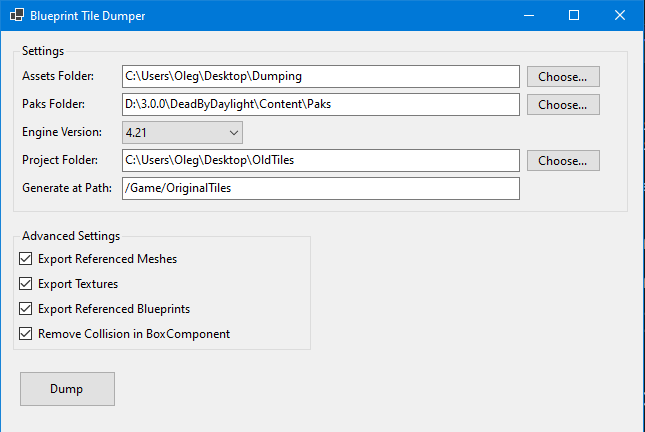 Blueprint Tile Dumper
Settings
Assets Folder: C:\Users\Oleg\Desktop\Dumping Choose...
Paks Folder: D:\3.0.0\DeadByDaylight\Content\Paks Choose...
Engine Version: 4.21
Project Folder: C:\Users\Oleg\Desktop\OldTiles Choose...
Generate at Path: /Game/OriginalTiles
Advanced Settings
Export Referenced Meshes
Export Textures
Export Referenced Blueprints
Remove Collision in BoxComponent
Dump